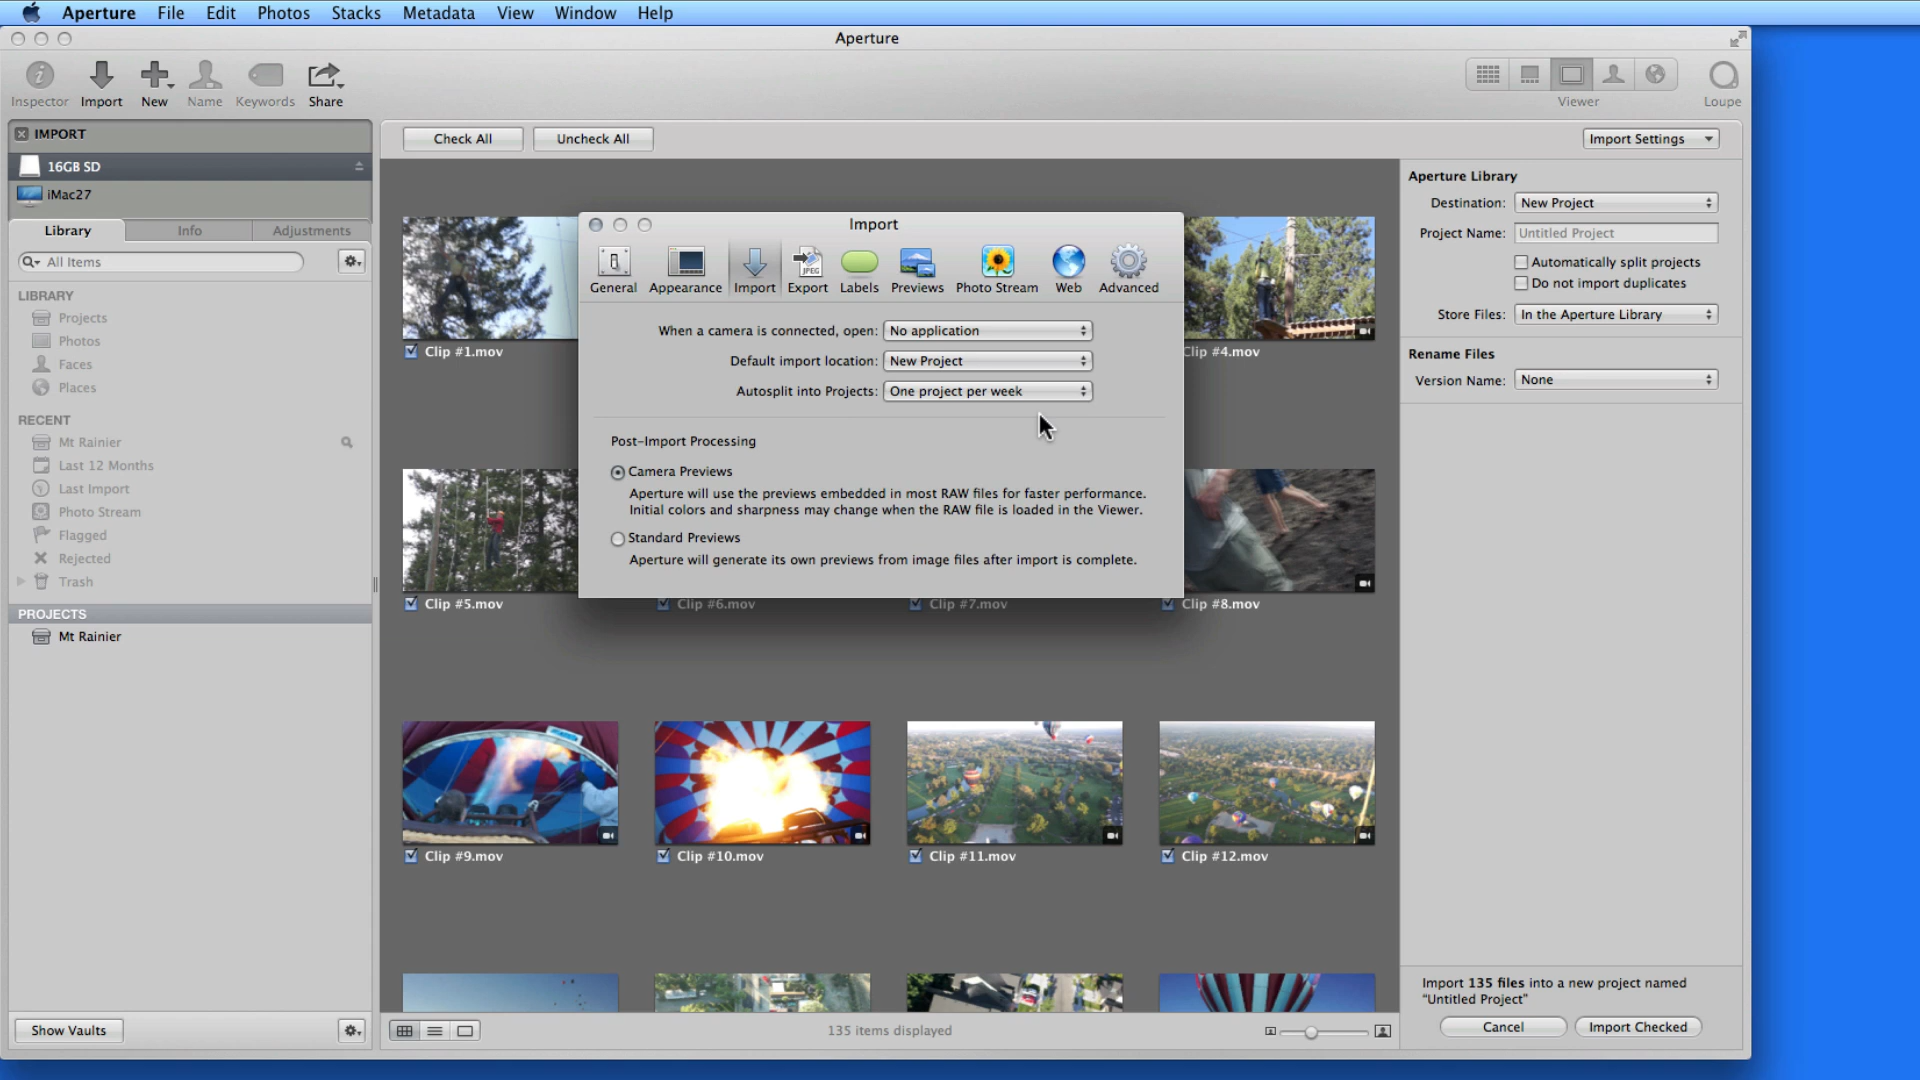 Aperture File Edit Photos Stacks Metadata View Window Help
Aperture
Inspector Import New Name Keywords Share
Viewer Loupe
IMPORT
16GB SD
iMac27
Library Info Adjustments
All Items
LIBRARY
Projects
Photos
Faces
Places
RECENT
Mt Rainier
Last 12 Months
Last Import
Photo Stream
Flagged
Rejected
Trash
PROJECTS
Mt Rainier
Show Vaults
Check All Uncheck All
Import Settings
Clip #1.mov
Clip #4.mov
Clip #5.mov
Clip #6.mov
Clip #7.mov
Clip #8.mov
Clip #9.mov
Clip #10.mov
Clip #11.mov
Clip #12.mov
135 items displayed
Import
General Appearance Import Export Labels Previews Photo Stream Web Advanced
JPEG
When a camera is connected, open: No application
Default import location: New Project
Autosplit into Projects: One project per week
Post-Import Processing
Camera Previews
Aperture will use the previews embedded in most RAW files for faster performance.
Initial colors and sharpness may change when the RAW file is loaded in the Viewer.
Standard Previews
Aperture will generate its own previews from image files after import is complete.
Aperture Library
Destination: New Project
Project Name: Untitled Project
Automatically split projects
Do not import duplicates
Store Files: In the Aperture Library
Rename Files
Version Name: None
Import 135 files into a new project named
"Untitled Project"
Cancel Import Checked